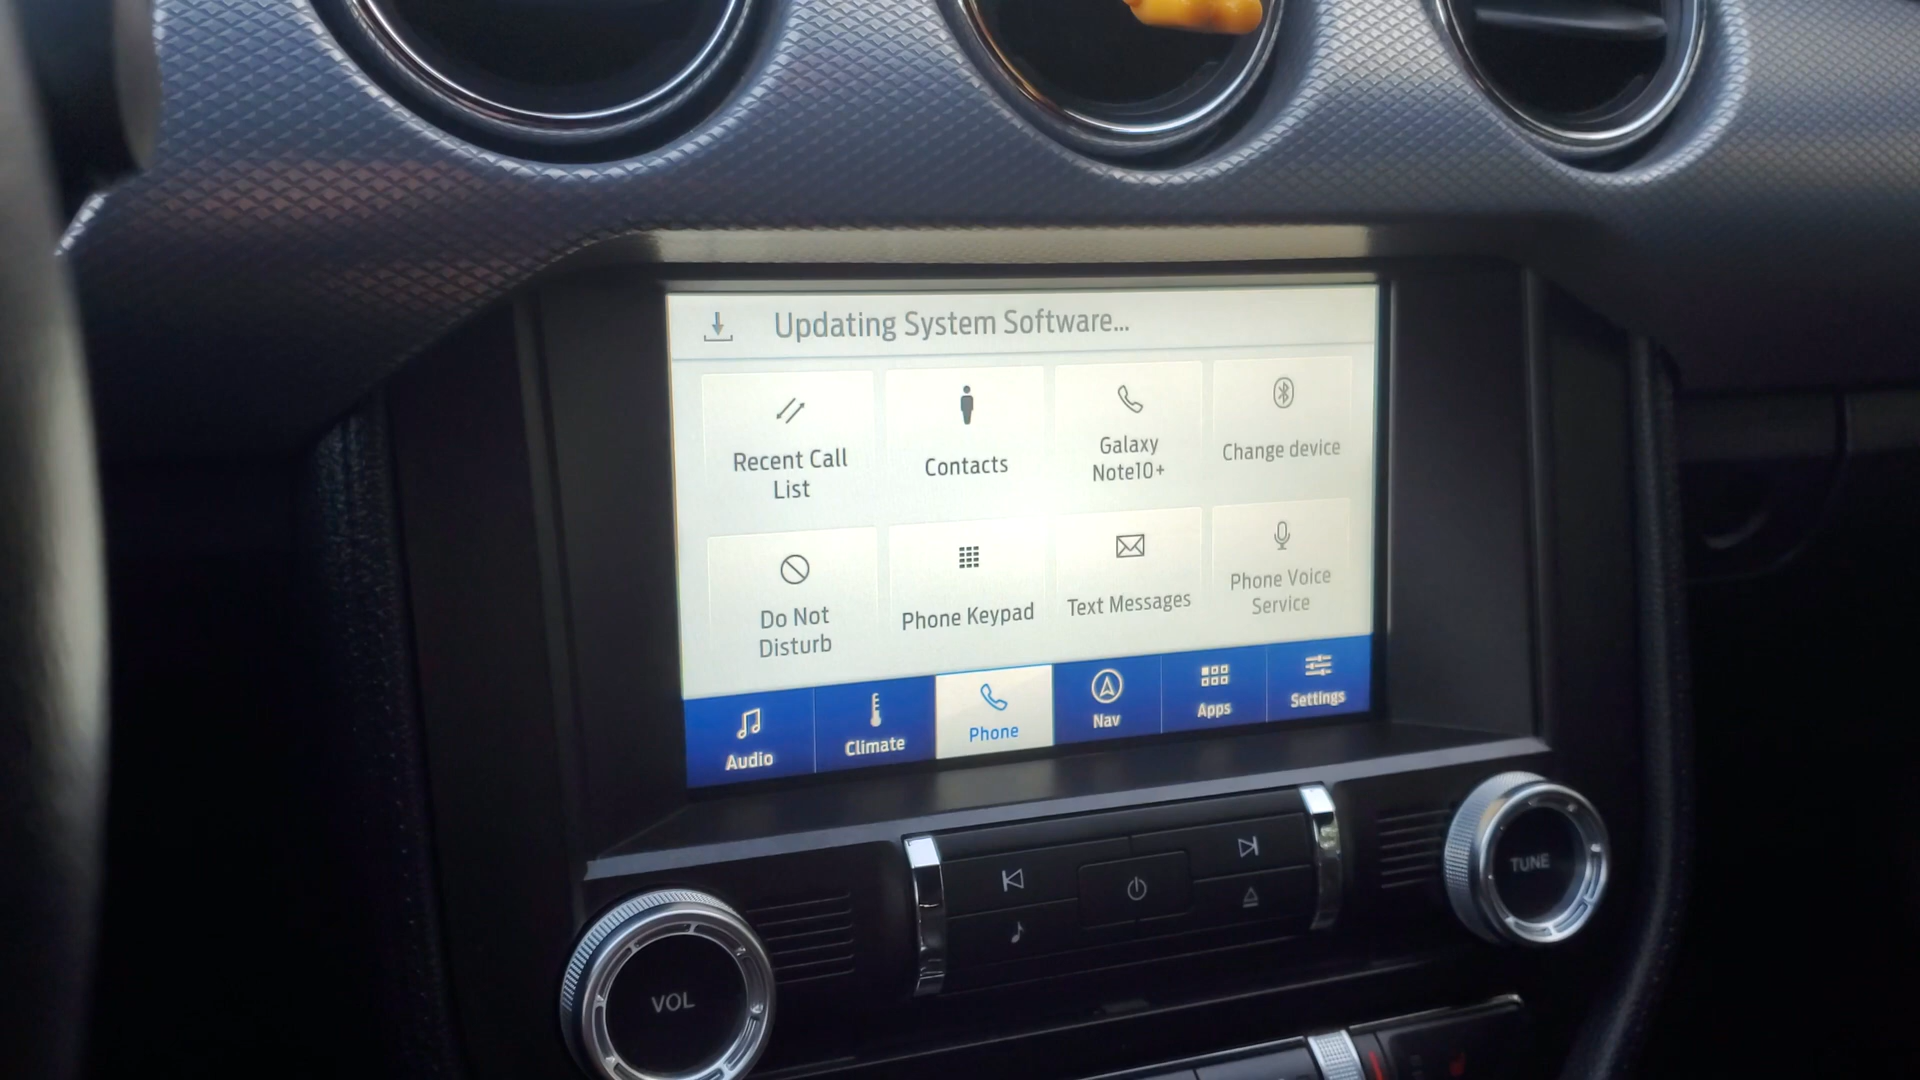 Updating System Software...
Recent Call
List
Contacts
Galaxy
Note10+
Change device
Do Not
Disturb
Phone Keypad
Text Messages
Phone Voice
Service
Audio
Climate
Phone
Nav
Apps
Settings
VOL
TUNE